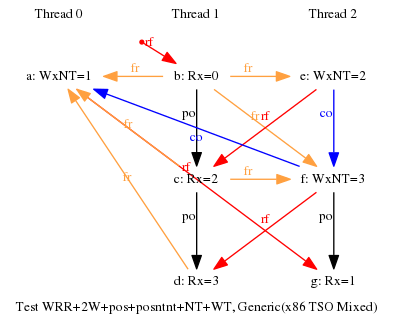 Thread 0 Thread 1 Thread 2
rf
a: WxNT=1 fr b: Rx=0 fr e: WxNT=2
po fr rf co
fr co
rf
c: Rx=2 fr f: WxNT=3
fr
po rf po
d: Rx=3 g: Rx=1
Test WRR+2W+pos+posntnt+NT+WT, Generic(x86 TSO Mixed)